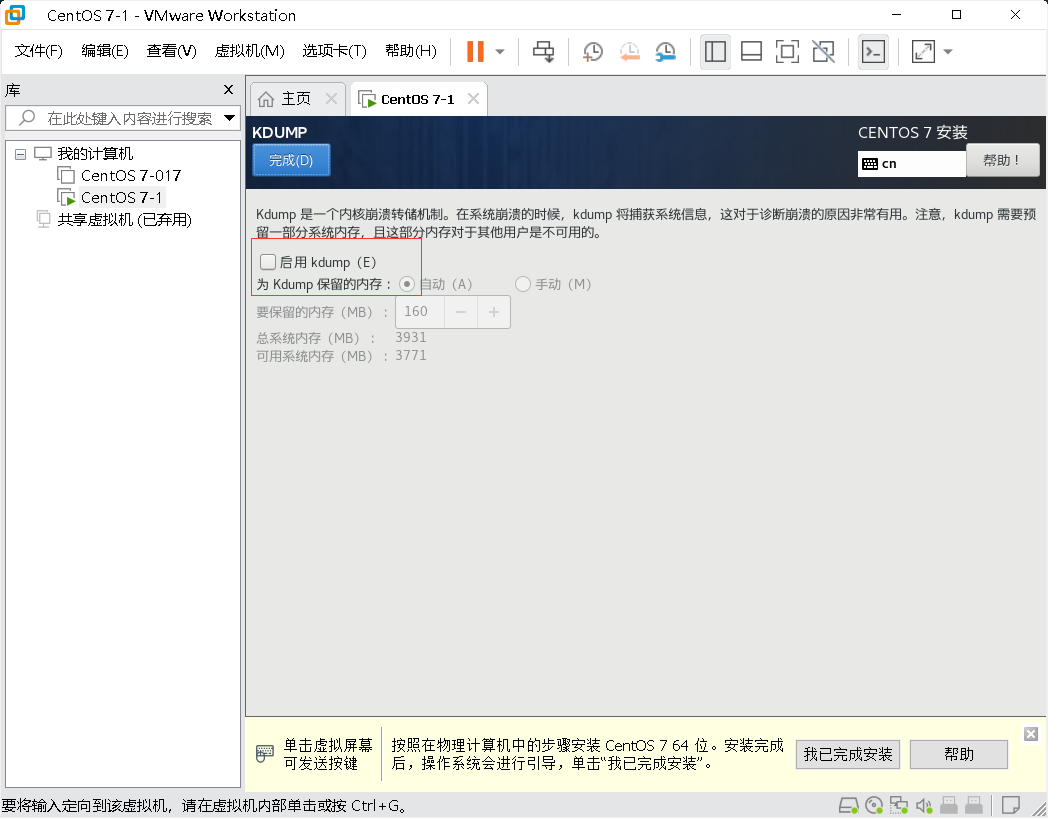 CentOS 7-1 - VMware Workstation
文件(F) 编辑(E) 查看(V) 虚拟机(M) 选项卡(T) 帮助(H)
库
在此处键入内容进行搜索
我的计算机
CentOS 7-017
CentOS 7-1
共享虚拟机 (已弃用)
主页 CentOS 7-1
KDUMP
完成(D)
CENTOS 7 安装
cn
帮助！
Kdump 是一个内核崩溃转储机制。在系统崩溃的时候，kdump 将捕获系统信息，这对于诊断崩溃的原因非常有用。注意，kdump 需要预
留一部分系统内存，且这部分内存对于其他用户是不可用的。
启用 kdump（E）
为 Kdump 保留的内存： 自动（A） 手动（M）
要保留的内存（MB）： 160 − +
总系统内存（MB）： 3931
可用系统内存（MB）： 3771
单击虚拟屏幕
可发送按键
按照在物理计算机中的步骤安装 CentOS 7 64 位。安装完成
后，操作系统会进行引导，单击“我已完成安装”。
我已完成安装
帮助
要将输入定向到该虚拟机，请在虚拟机内部单击或按 Ctrl+G。